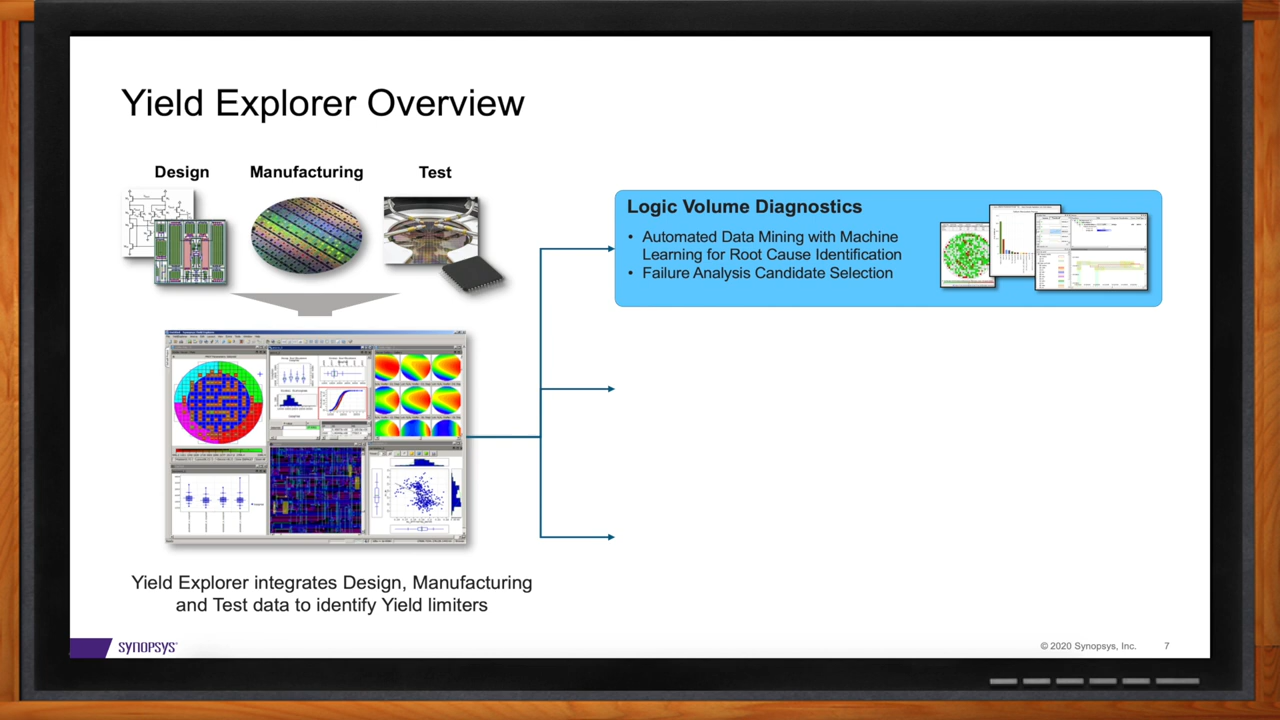 Yield Explorer Overview
Design
Manufacturing
Test
Logic Volume Diagnostics
• Automated Data Mining with Machine
Learning for Root Cause Identification
• Failure Analysis Candidate Selection
Yield Explorer integrates Design, Manufacturing
and Test data to identify Yield limiters
SYNOPSYS®
© 2020 Synopsys, Inc.
7